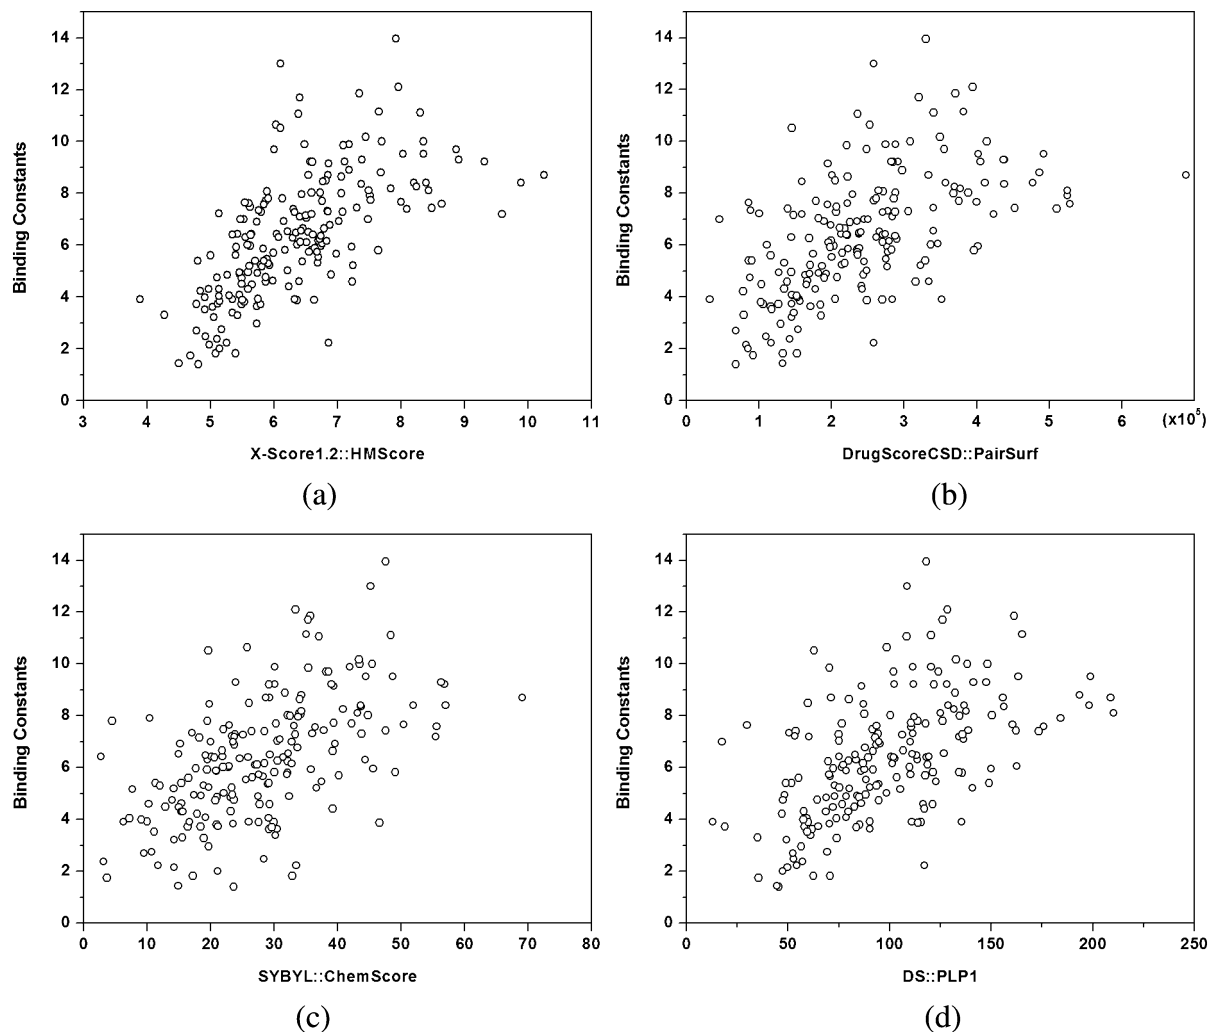 14
12
10
8
6
4
2
0
Binding Constants
3 4 5 6 7 8 9 10 11
X-Score1.2::HMScore
(a)
14
12
10
8
6
4
2
0
Binding Constants
0 1 2 3 4 5 6 (x10⁵)
DrugScoreCSD::PairSurf
(b)
14
12
10
8
6
4
2
0
Binding Constants
0 10 20 30 40 50 60 70 80
SYBYL::ChemScore
(c)
14
12
10
8
6
4
2
0
Binding Constants
0 50 100 150 200 250
DS::PLP1
(d)